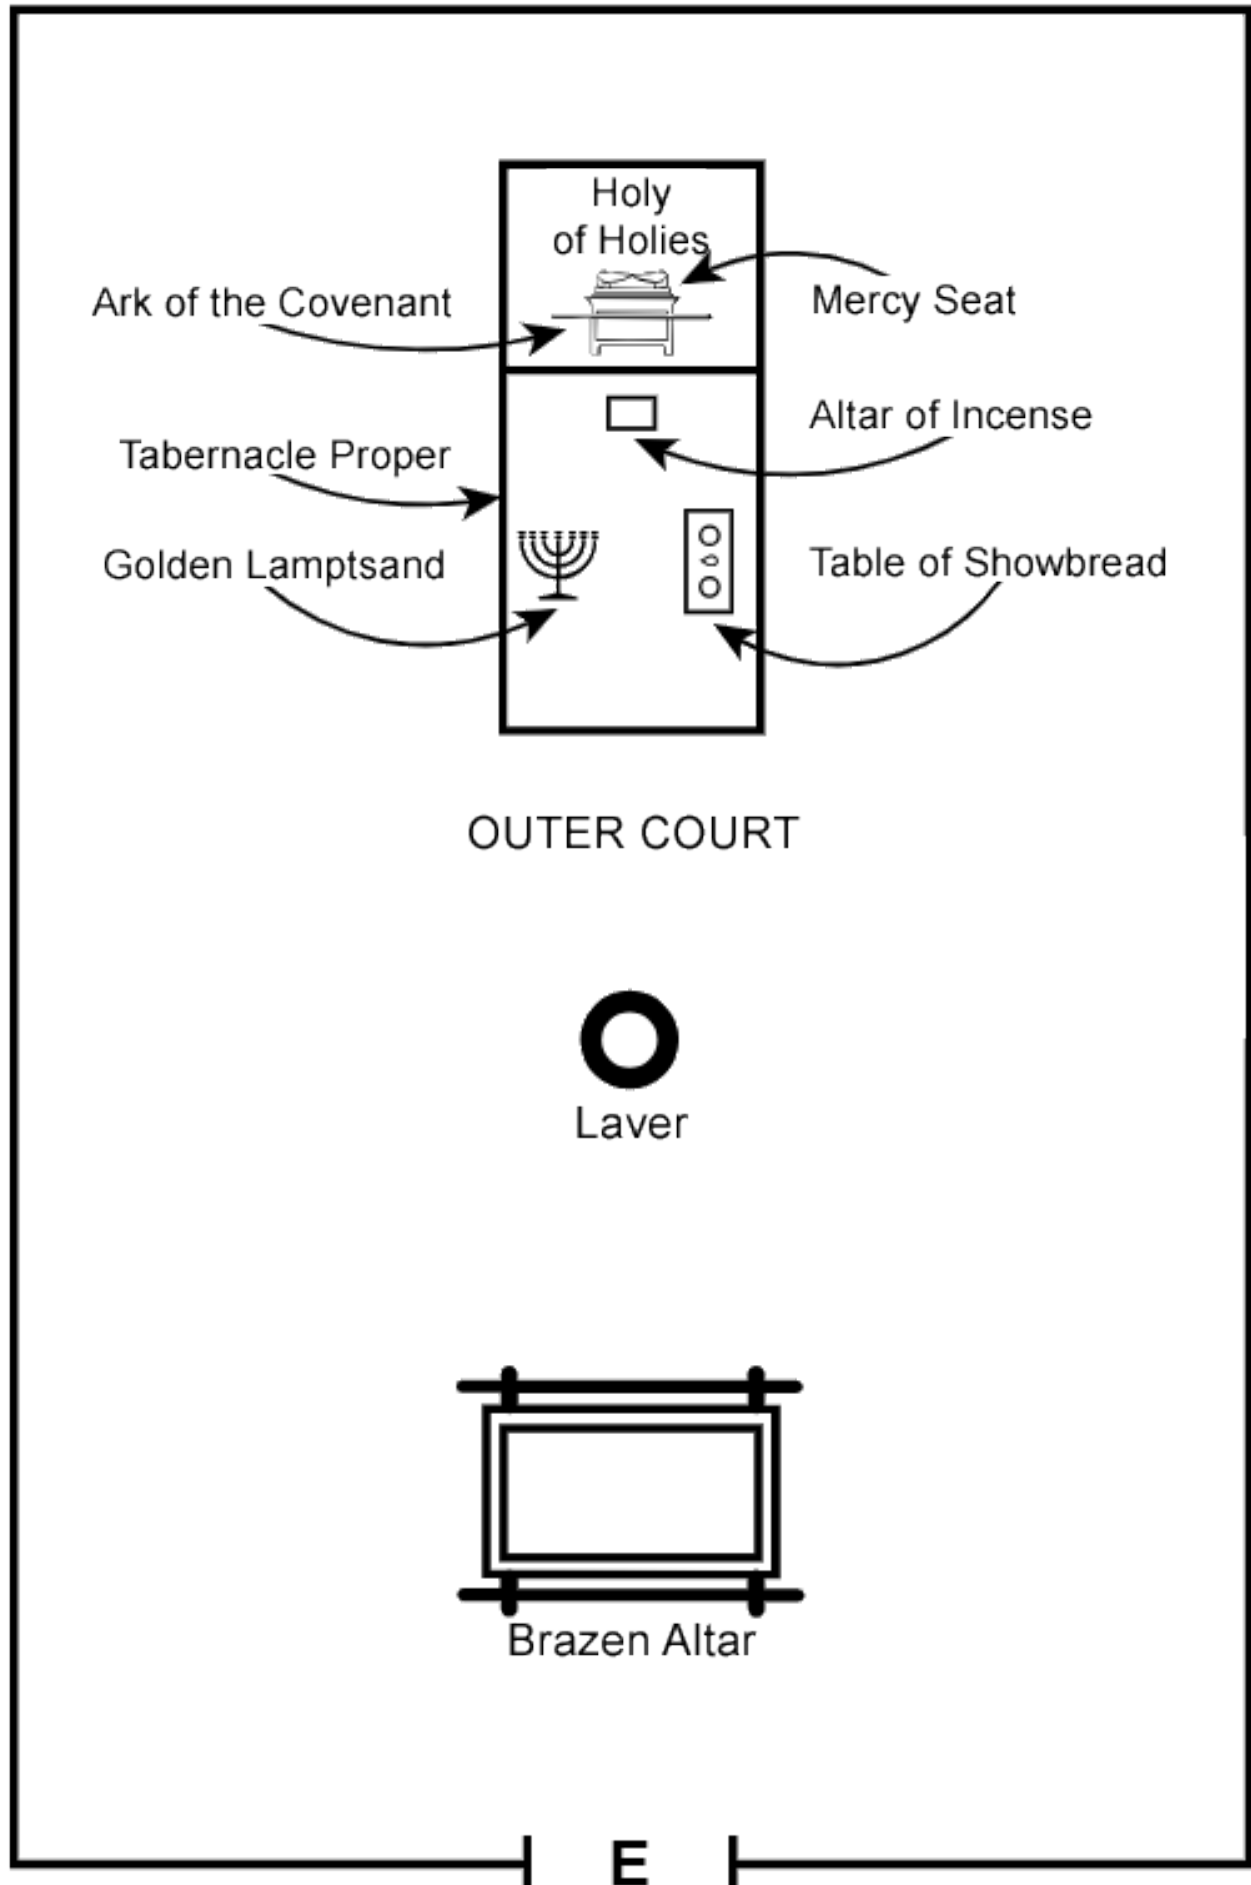 Holy
of Holies
Ark of the Covenant
Mercy Seat
Altar of Incense
Tabernacle Proper
Golden Lamptsand
Table of Showbread
OUTER COURT
Laver
Brazen Altar
E